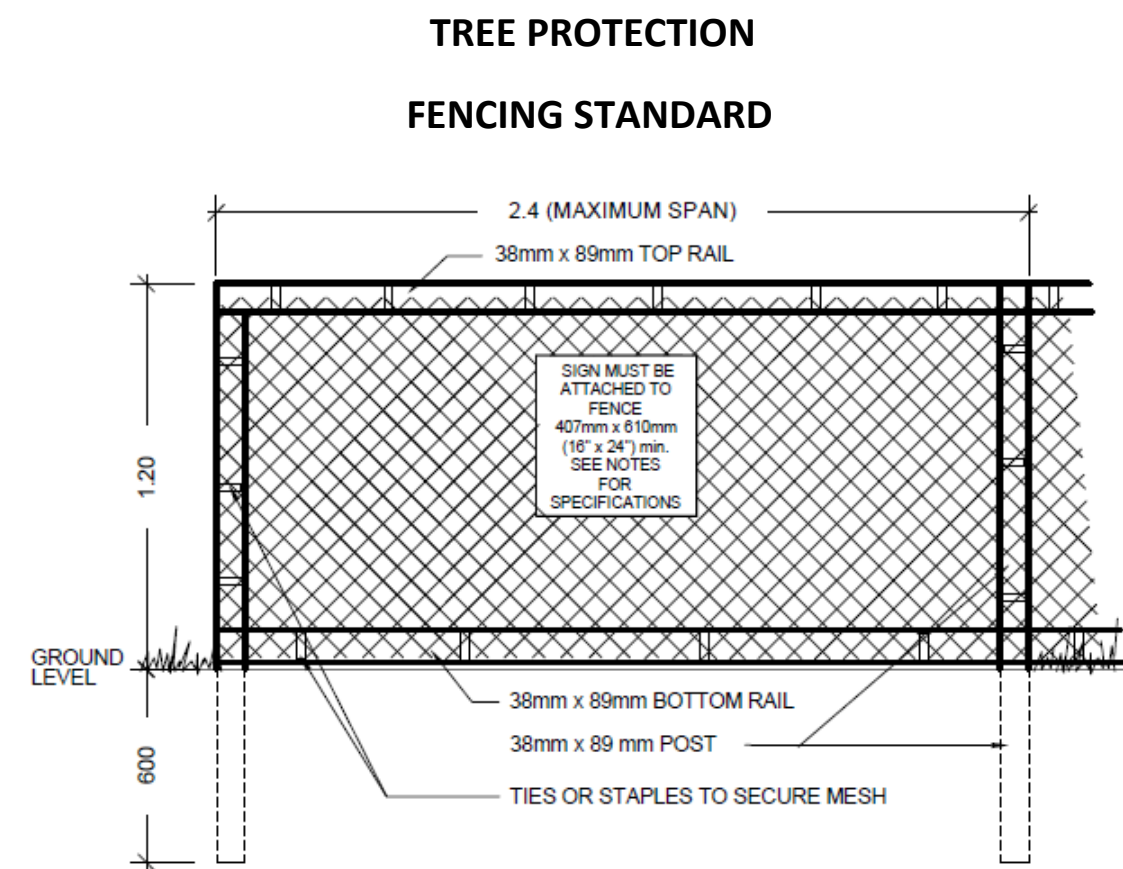 TREE PROTECTION
FENCING STANDARD
2.4 (MAXIMUM SPAN)
38mm x 89mm TOP RAIL
SIGN MUST BE
ATTACHED TO
FENCE
407mm x 610mm
(16" x 24") min.
SEE NOTES
FOR
SPECIFICATIONS
1.20
GROUND
LEVEL
38mm x 89mm BOTTOM RAIL
38mm x 89 mm POST
600
TIES OR STAPLES TO SECURE MESH